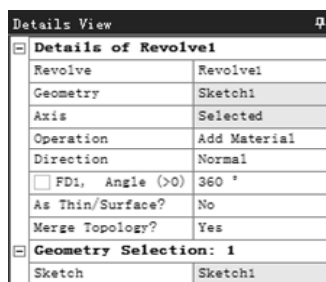 Details View
Details of Revolve1
Revolve Revolve1
Geometry Sketch1
Axis Selected
Operation Add Material
Direction Normal
FD1, Angle (>0) 360 °
As Thin/Surface? No
Merge Topology? Yes
Geometry Selection: 1
Sketch Sketch1